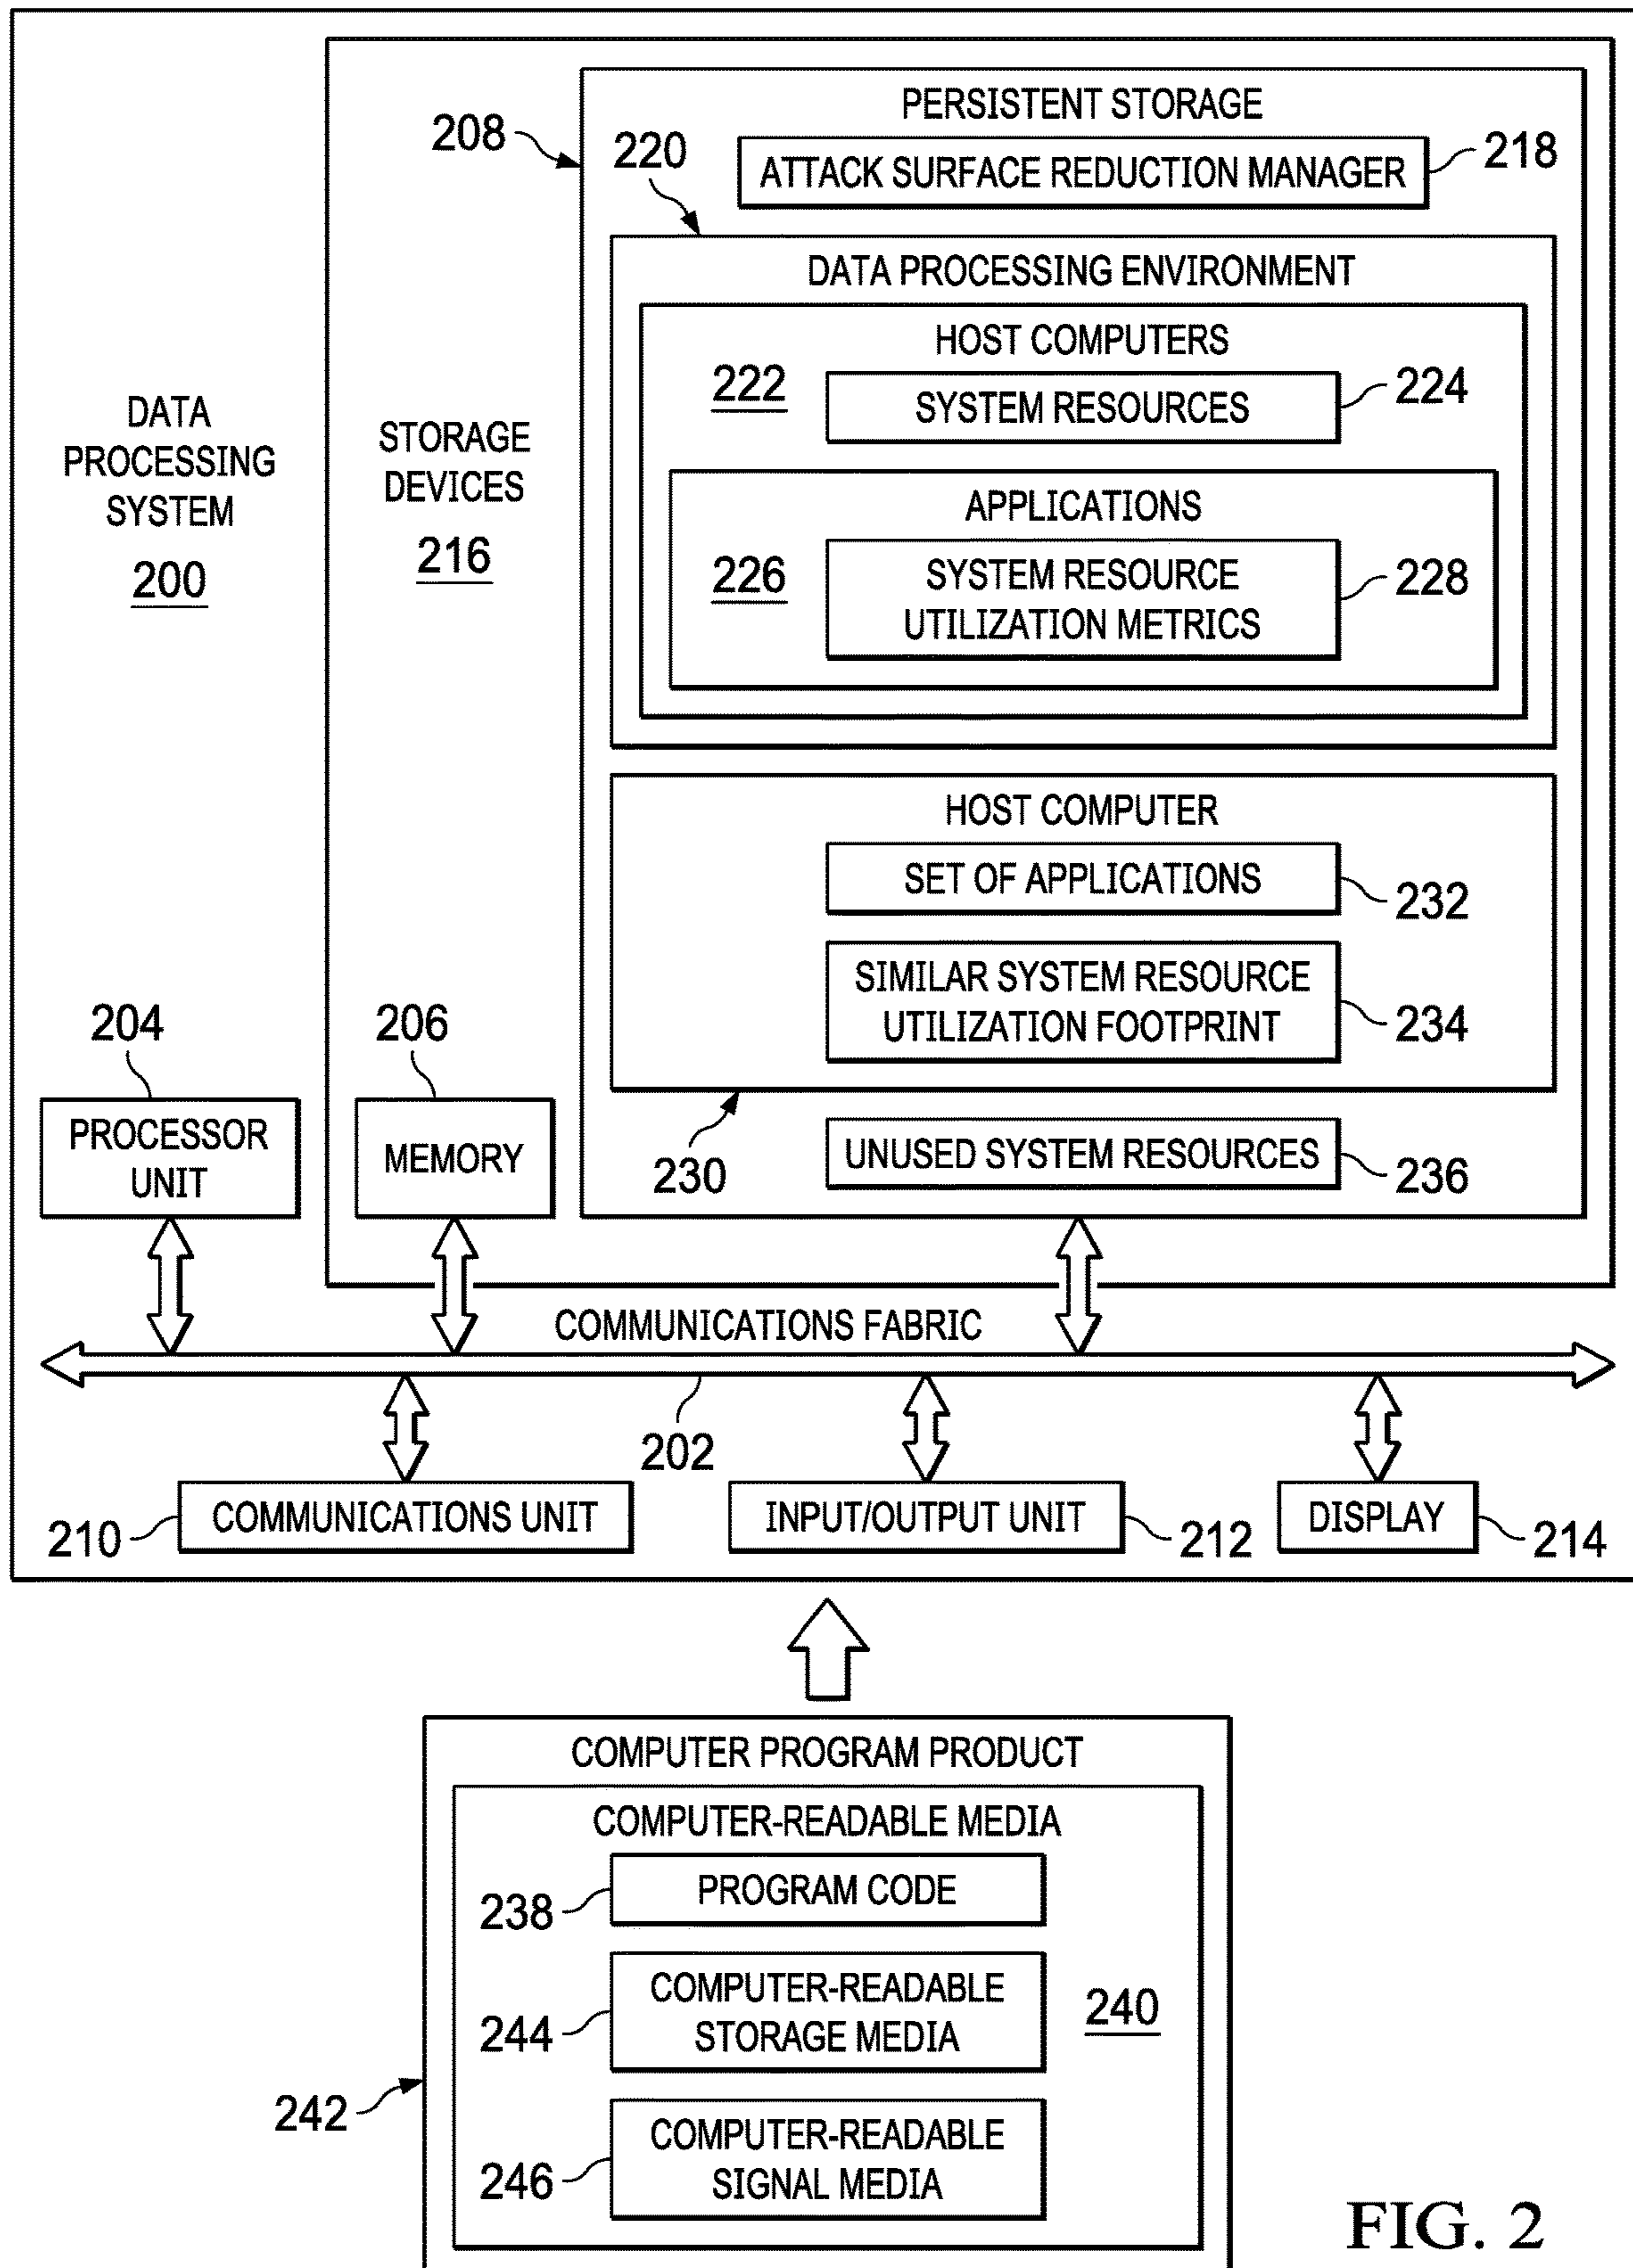 PERSISTENT STORAGE
208
220
ATTACK SURFACE REDUCTION MANAGER
218
DATA PROCESSING ENVIRONMENT
HOST COMPUTERS
222
SYSTEM RESOURCES
224
DATA
PROCESSING
SYSTEM
200
STORAGE
DEVICES
216
APPLICATIONS
226
SYSTEM RESOURCE
UTILIZATION METRICS
228
HOST COMPUTER
SET OF APPLICATIONS
232
SIMILAR SYSTEM RESOURCE
UTILIZATION FOOTPRINT
234
230
UNUSED SYSTEM RESOURCES
236
204
PROCESSOR
UNIT
206
MEMORY
COMMUNICATIONS FABRIC
202
210
COMMUNICATIONS UNIT
INPUT/OUTPUT UNIT
212
DISPLAY
214
COMPUTER PROGRAM PRODUCT
COMPUTER-READABLE MEDIA
238
PROGRAM CODE
244
COMPUTER-READABLE
STORAGE MEDIA
240
242
246
COMPUTER-READABLE
SIGNAL MEDIA
FIG. 2